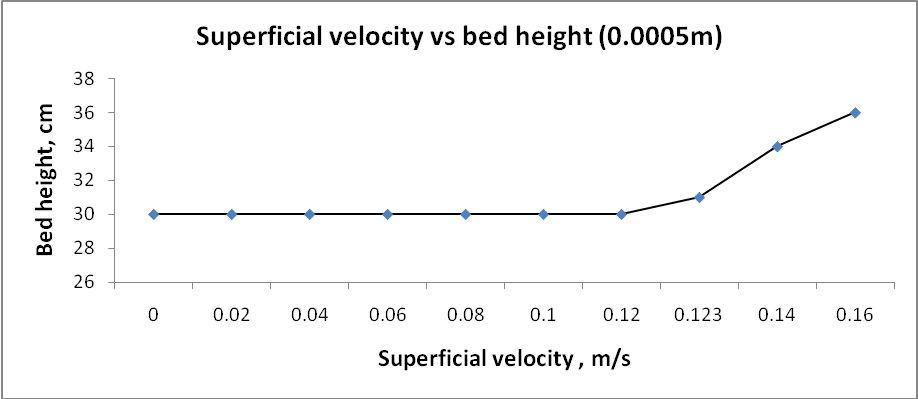 Superficial velocity vs bed height (0.0005m)
Bed height, cm
38
36
34
32
30
28
26
0 0.02 0.04 0.06 0.08 0.1 0.12 0.123 0.14 0.16
Superficial velocity , m/s